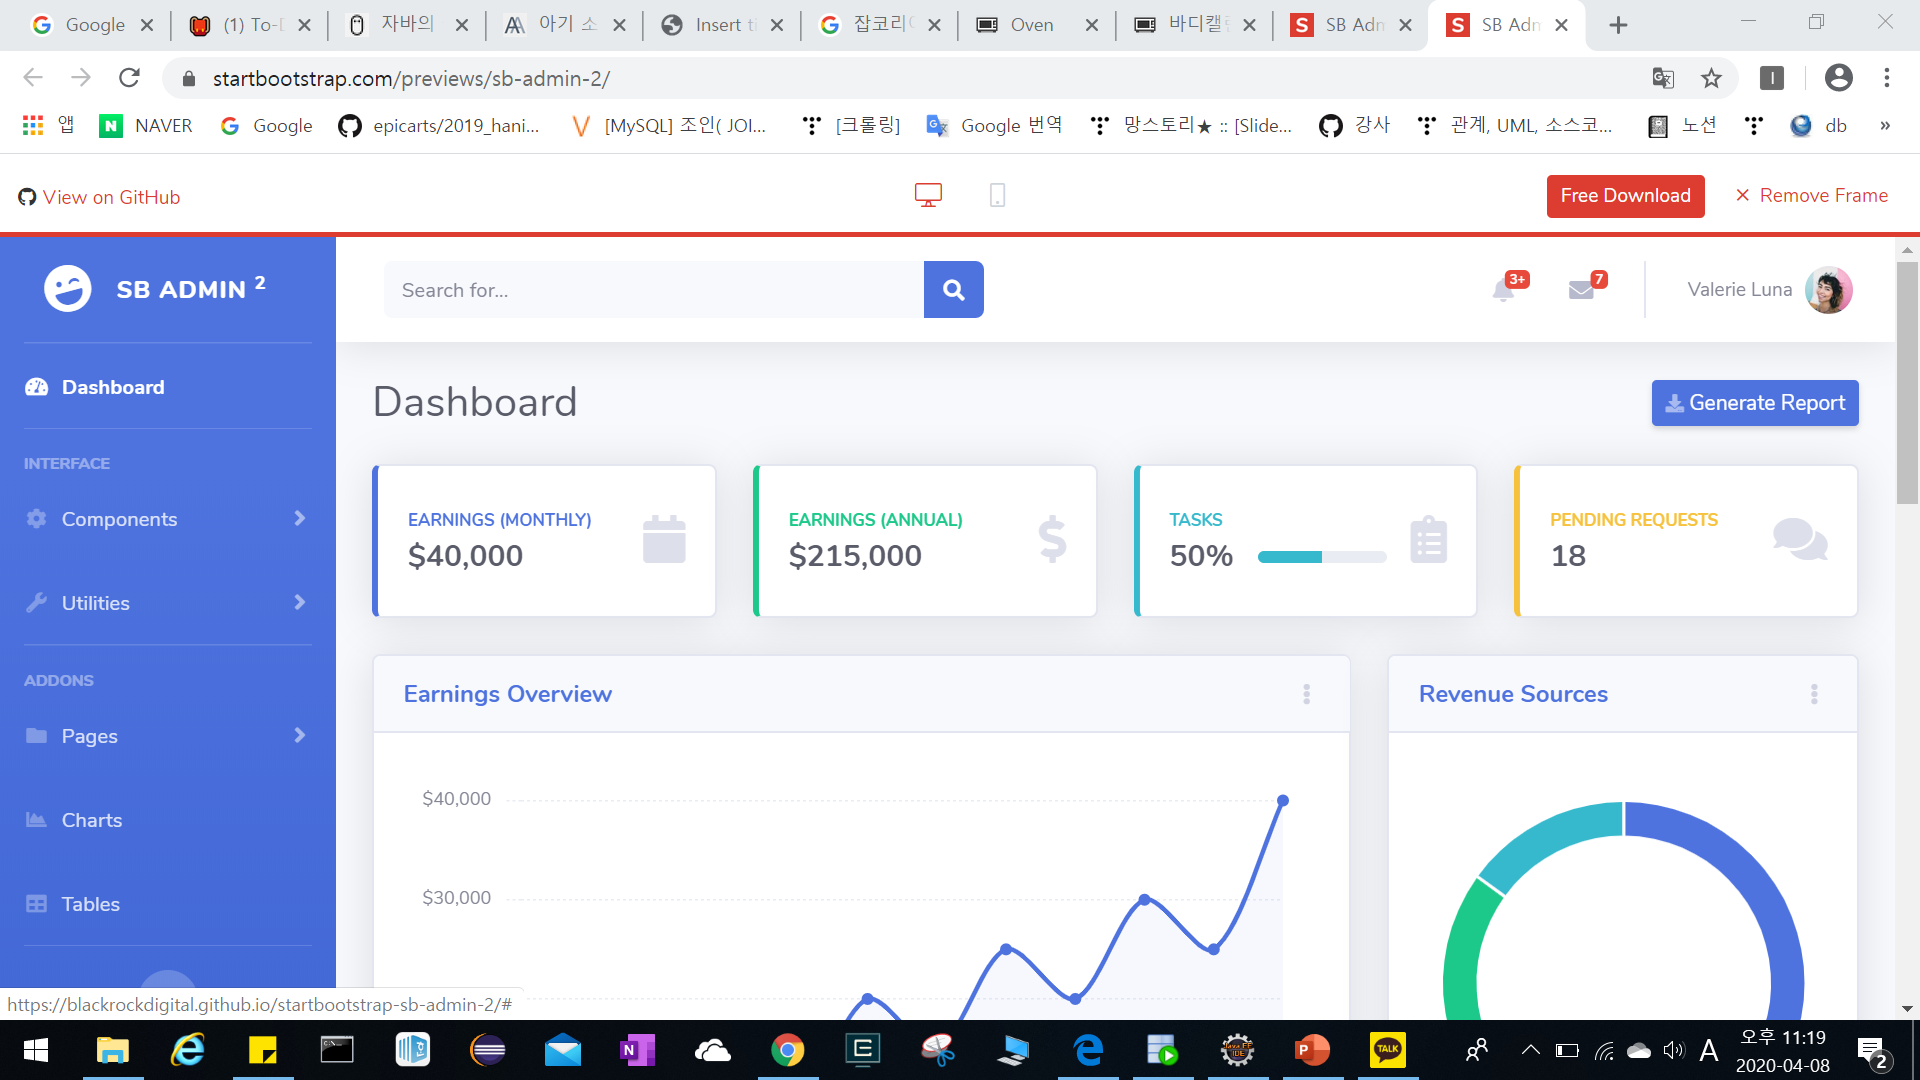 Google
(1) To-D
자바의
아기 소
Insert t
잡코리아
Oven
바디캘
SB Adm
SB Adm
startbootstrap.com/previews/sb-admin-2/
앱
NAVER
Google
epicarts/2019_hani...
[MySQL] 조인( JOI...
[크롤링]
Google 번역
망스토리★ :: [Slide...
강사
관계, UML, 소스코...
노션
db
»
View on GitHub
Free Download
Remove Frame
SB ADMIN 2
Search for...
3+
7
Valerie Luna
Dashboard
INTERFACE
Components
Utilities
ADDONS
Pages
Charts
Tables
Dashboard
Generate Report
EARNINGS (MONTHLY)
$40,000
EARNINGS (ANNUAL)
$215,000
TASKS
50%
PENDING REQUESTS
18
Earnings Overview
Revenue Sources
$40,000
$30,000
https://blackrockdigital.github.io/startbootstrap-sb-admin-2/#
TALK
A
오후 11:19
2020-04-08
2